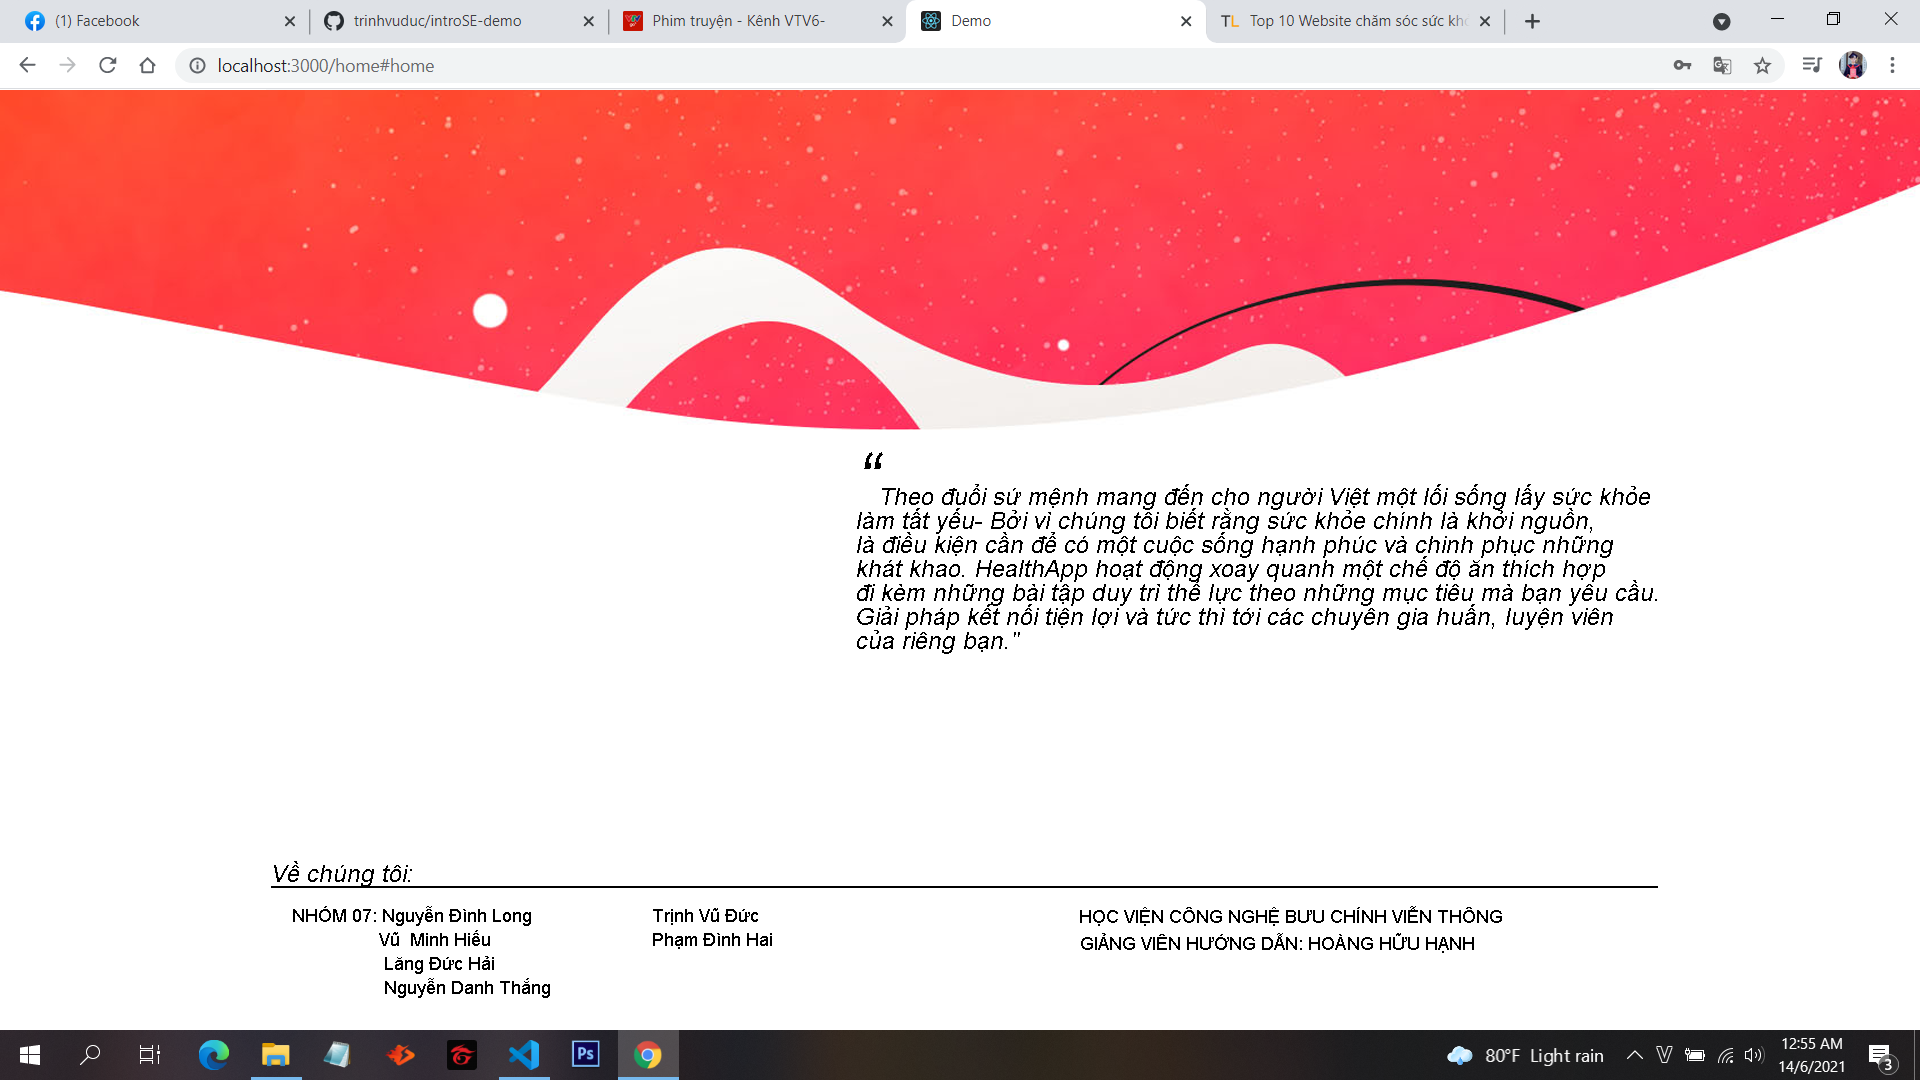 (1) Facebook
trinhvuduc/introSE-demo
Phim truyện - Kênh VTV6-
Demo
TL Top 10 Website chăm sóc sức khỏ
localhost:3000/home#home
“
Theo đuổi sứ mệnh mang đến cho người Việt một lối sống lấy sức khỏe
làm tất yếu- Bởi vì chúng tôi biết rằng sức khỏe chính là khởi nguồn,
là điều kiện cần để có một cuộc sống hạnh phúc và chinh phục những
khát khao. HealthApp hoạt động xoay quanh một chế độ ăn thích hợp
đi kèm những bài tập duy trì thể lực theo những mục tiêu mà bạn yêu cầu.
Giải pháp kết nối tiện lợi và tức thì tới các chuyên gia huấn, luyện viên
của riêng bạn."
Về chúng tôi:
NHÓM 07: Nguyễn Đình Long
Vũ Minh Hiếu
Lăng Đức Hải
Nguyễn Danh Thắng
Trịnh Vũ Đức
Phạm Đình Hai
HỌC VIỆN CÔNG NGHỆ BƯU CHÍNH VIỄN THÔNG
GIẢNG VIÊN HƯỚNG DẪN: HOÀNG HỮU HẠNH
Ps
80°F Light rain
V
12:55 AM
14/6/2021
3